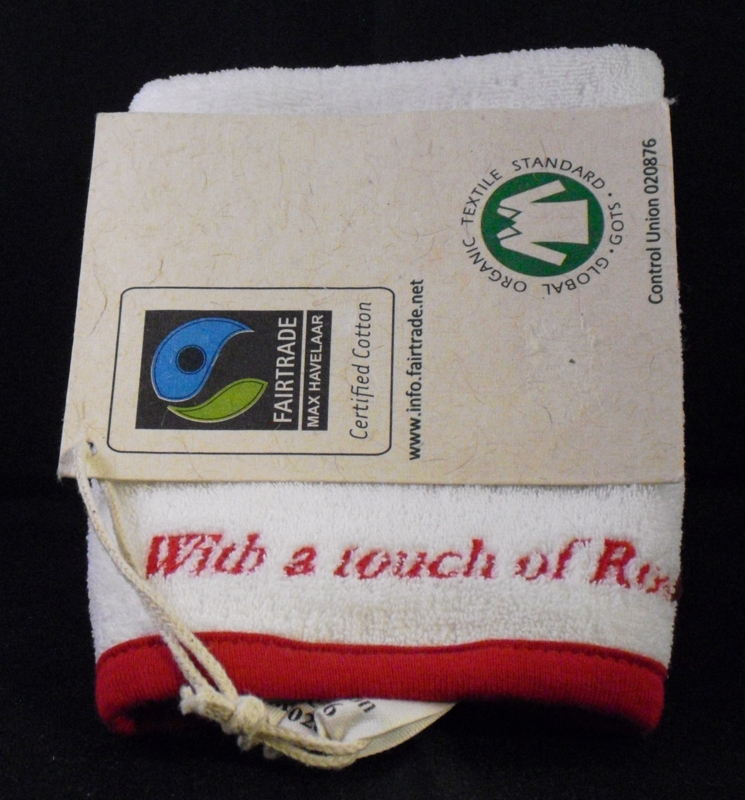 GLOBAL ORGANIC TEXTILE STANDARD · GOTS ·
Control Union 020876
FAIRTRADE
MAX HAVELAAR
Certified Cotton
www.info.fairtrade.net
With a touch of